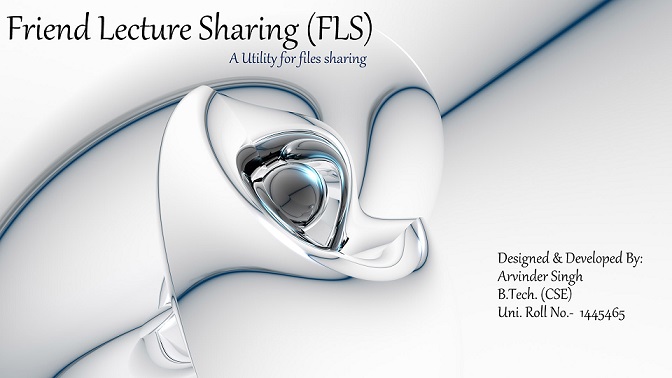 Friend Lecture Sharing (FLS)
A Utility for files sharing
Designed & Developed By:
Arvinder Singh
B.Tech. (CSE)
Uni. Roll No.- 1445465